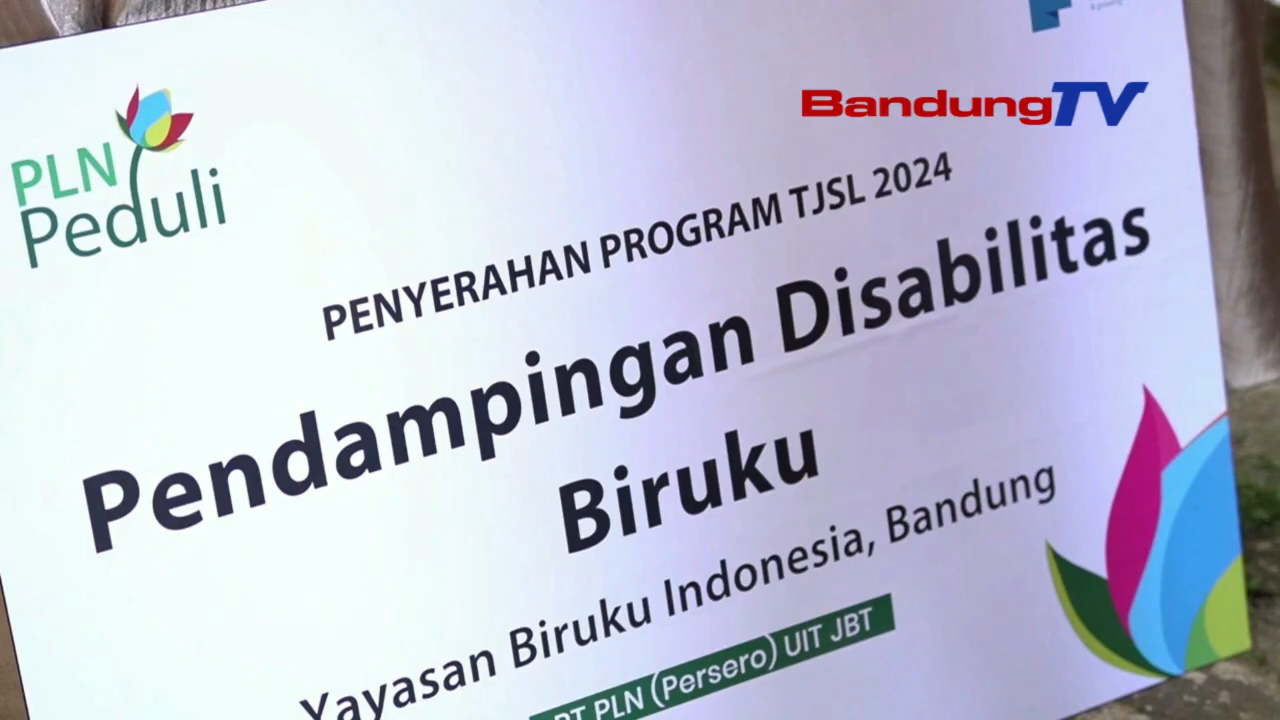 BandungTV
PLN
Peduli
PENYERAHAN PROGRAM TJSL 2024
Pendampingan Disabilitas
Biruku
Yayasan Biruku Indonesia, Bandung
PT PLN (Persero) UIT JBT